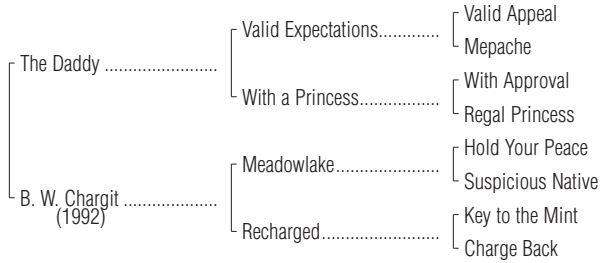 Valid Appeal
Valid Expectations.............
Mepache
The Daddy .......................
With Approval
With a Princess.................
Regal Princess
Hold Your Peace
Meadowlake......................
Suspicious Native
B. W. Chargit ...................
(1992)
Key to the Mint
Recharged.........................
Charge Back